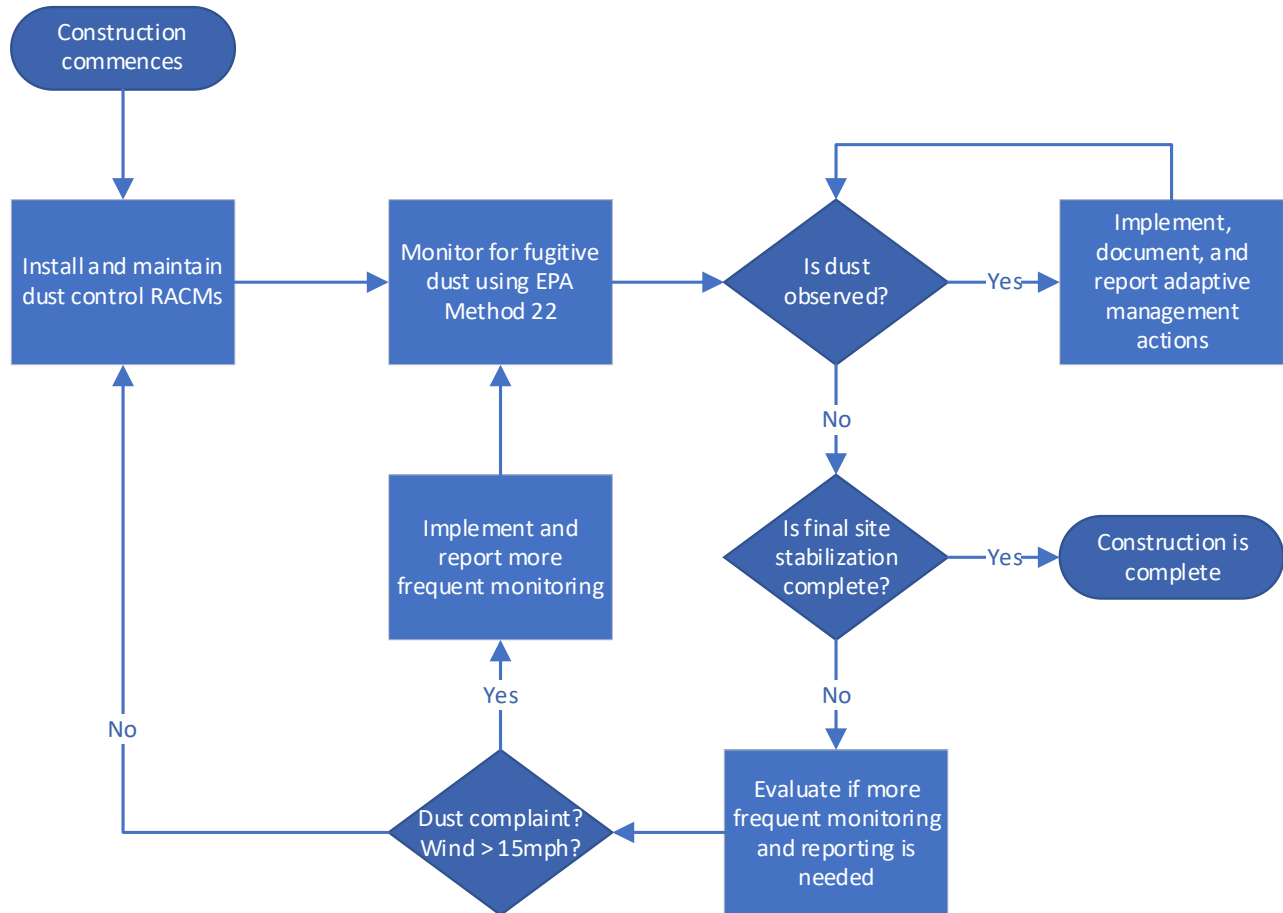 Construction
commences
Install and maintain
dust control RACMs
Monitor for fugitive
dust using EPA
Method 22
Is dust
observed?
Yes
Implement,
document, and
report adaptive
management
actions
No
Is final site
stabilization
complete?
Yes
Construction is
complete
No
Evaluate if more
frequent monitoring
and reporting is
needed
Dust complaint?
Wind > 15mph?
Yes
Implement and
report more
frequent monitoring
No